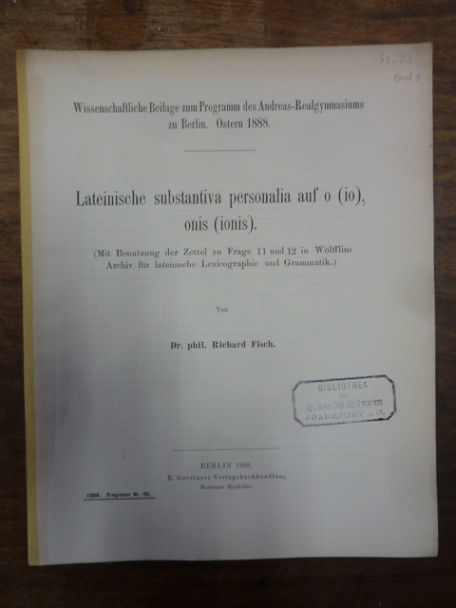 32223
Wissenschaftliche Beilage zum Programm des Andreas-Realgymnasiums
zu Berlin. Ostern 1888.
Lateinische substantiva personalia auf o (io),
onis (ionis).
(Mit Benutzung der Zettel zu Frage 11 und 12 in Wölfflins
Archiv für lateinische Lexicographie und Grammatik.)
Von
Dr. phil. Richard Fisch.
BIBLIOTHEK
der
FRANKFURT a. M.
BERLIN 1888.
R. Gaertners Verlagsbuchhandlung
Hermann Heyfelder.
1888. Programm Nr. 96.